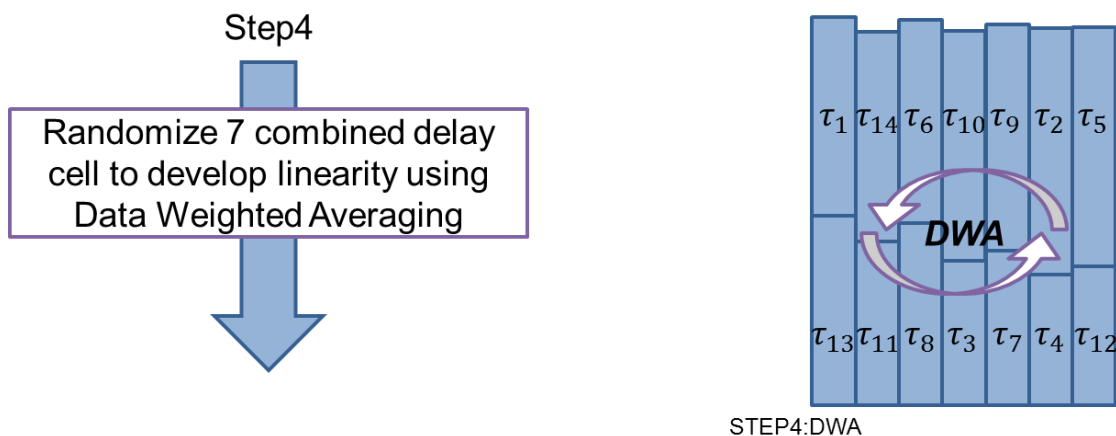 Step4
Randomize 7 combined delay
cell to develop linearity using
Data Weighted Averaging
τ₁ τ₁₄ τ₆ τ₁₀ τ₉ τ₂ τ₅
DWA
τ₁₃ τ₁₁ τ₈ τ₃ τ₇ τ₄ τ₁₂
STEP4:DWA